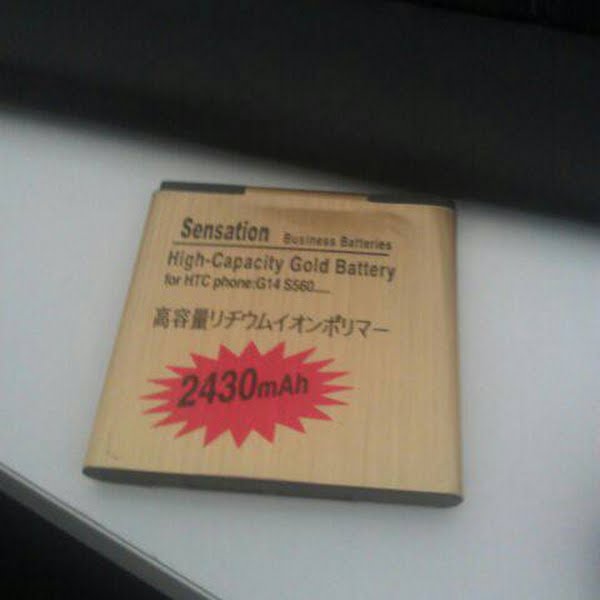 Sensation Business Batteries
High-Capacity Gold Battery
for HTC phone:G14 S560.....
高容量リチウムイオンポリマー
2430mAh